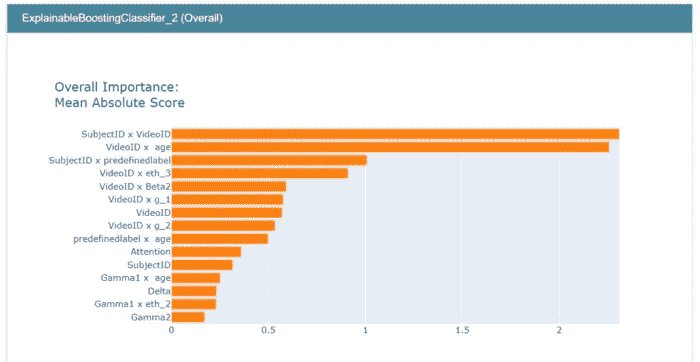 ExplainableBoostingClassifier_2 (Overall)
Overall Importance:
Mean Absolute Score
SubjectID x VideoID
VideoID x  age
SubjectID x predefinedlabel
VideoID x eth_3
VideoID x Beta2
VideoID x g_1
VideoID
VideoID x g_2
predefinedlabel x  age
Attention
SubjectID
Gamma1 x  age
Delta
Gamma1 x eth_2
Gamma2
0 0.5 1 1.5 2